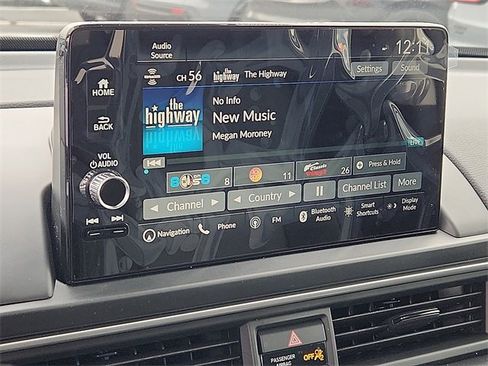 Audio
Source
12:1
CH 56
the highway
The Highway
Settings
Sound
HOME
the
highway
No Info
BACK
New Music
Megan Moroney
VOL
AUDIO
LIVE
8
11
Classic
26
Press & Hold
Channel
Country
Channel List
More
Navigation
Phone
FM
Bluetooth
Audio
Smart
Shortcuts
Display
Mode
PASSENGER
AIRBAG
OFF